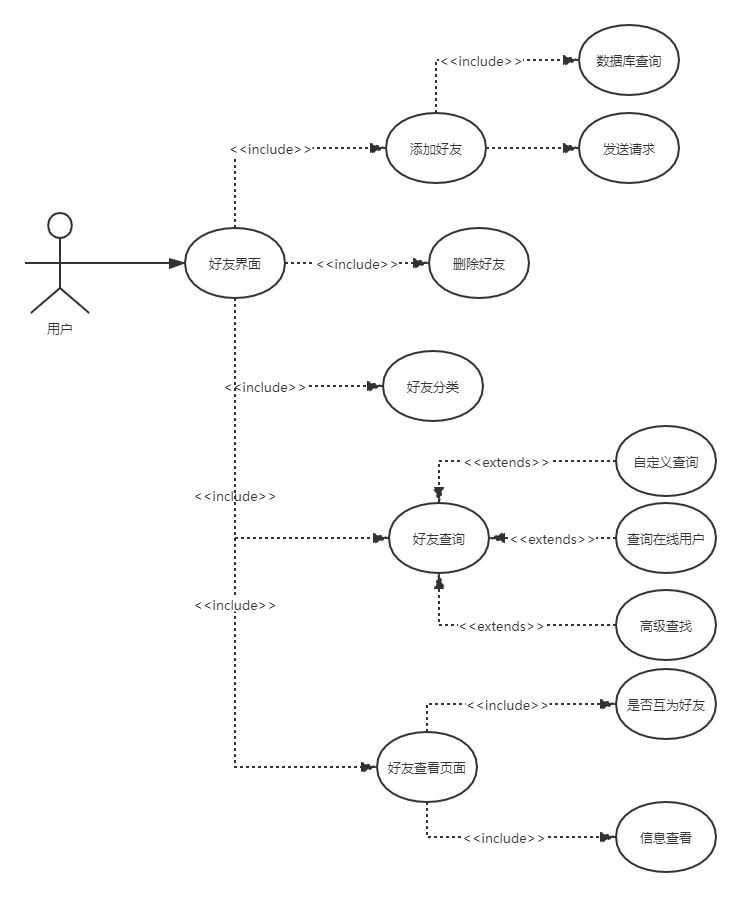 <<include>>
数据库查询
<<include>>
添加好友
发送请求
用户
好友界面
<<include>>
删除好友
<<include>>
好友分类
<<include>>
<<extends>>
自定义查询
好友查询
<<extends>>
查询在线用户
<<include>>
<<extends>>
高级查找
<<include>>
是否互为好友
好友查看页面
<<include>>
信息查看